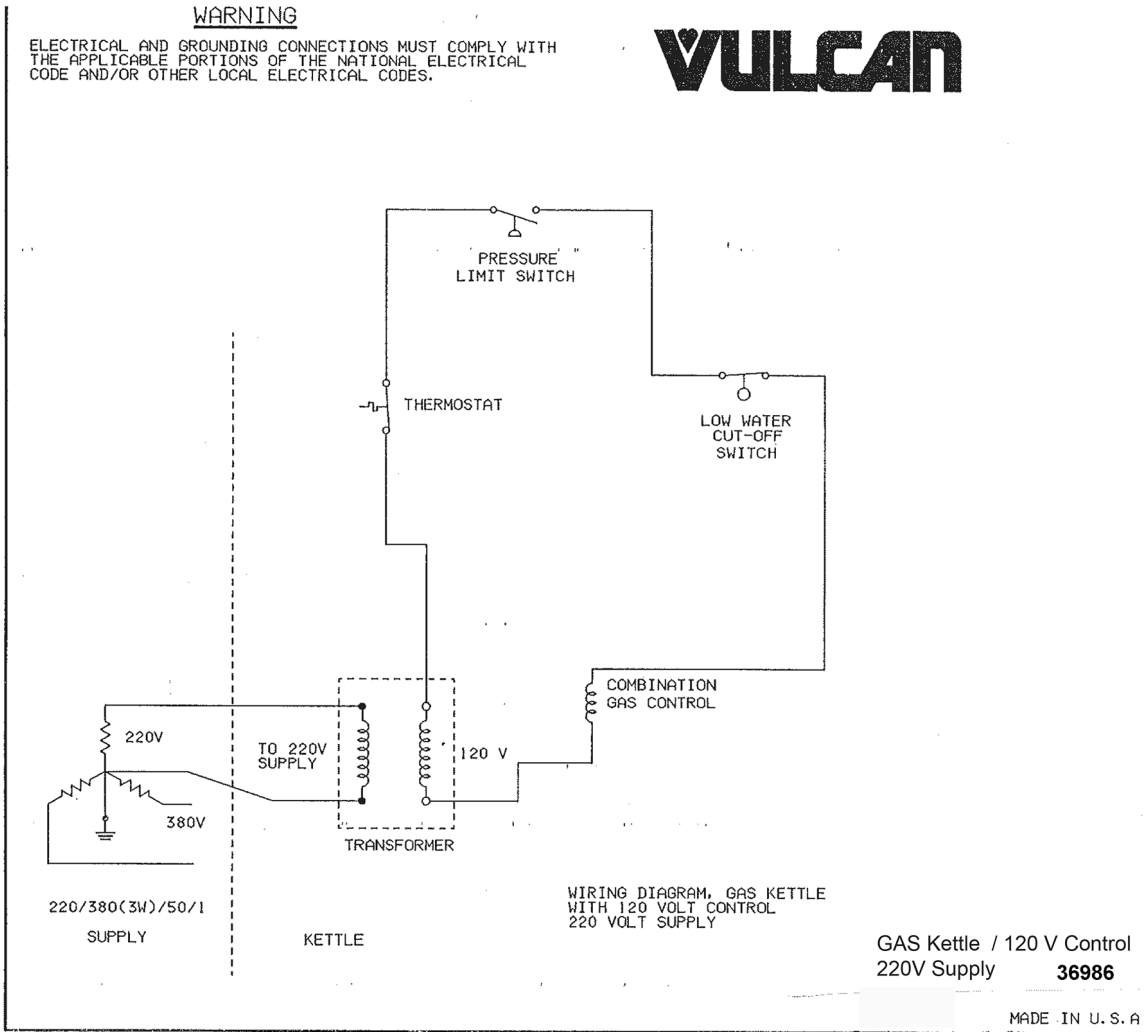 WARNING
ELECTRICAL AND GROUNDING CONNECTIONS MUST COMPLY WITH
THE APPLICABLE PORTIONS OF THE NATIONAL ELECTRICAL
CODE AND/OR OTHER LOCAL ELECTRICAL CODES.
VULCAN
PRESSURE
LIMIT SWITCH
THERMOSTAT
LOW WATER
CUT-OFF
SWITCH
COMBINATION
GAS CONTROL
220V
TO 220V
SUPPLY
120 V
380V
TRANSFORMER
220/380(3W)/50/1
SUPPLY
KETTLE
WIRING DIAGRAM, GAS KETTLE
WITH 120 VOLT CONTROL
220 VOLT SUPPLY
GAS Kettle / 120 V Control
220V Supply 36986
MADE IN U.S.A